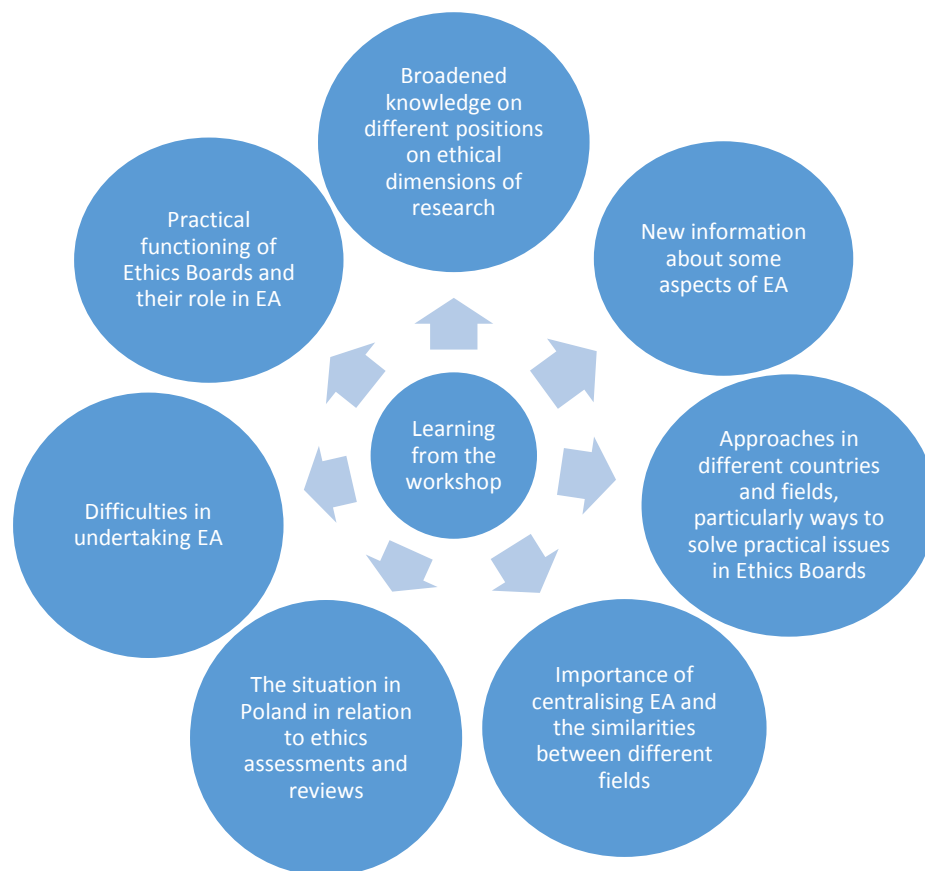 Broadened
knowledge on
different positions
on ethical
dimensions of
research
New information
about some
aspects of EA
Approaches in
different countries
and fields,
particularly ways to
solve practical issues
in Ethics Boards
Importance of
centralising EA and
the similarities
between different
fields
The situation in
Poland in relation
to ethics
assessments and
reviews
Difficulties in
undertaking EA
Practical
functioning of
Ethics Boards and
their role in EA
Learning
from the
workshop